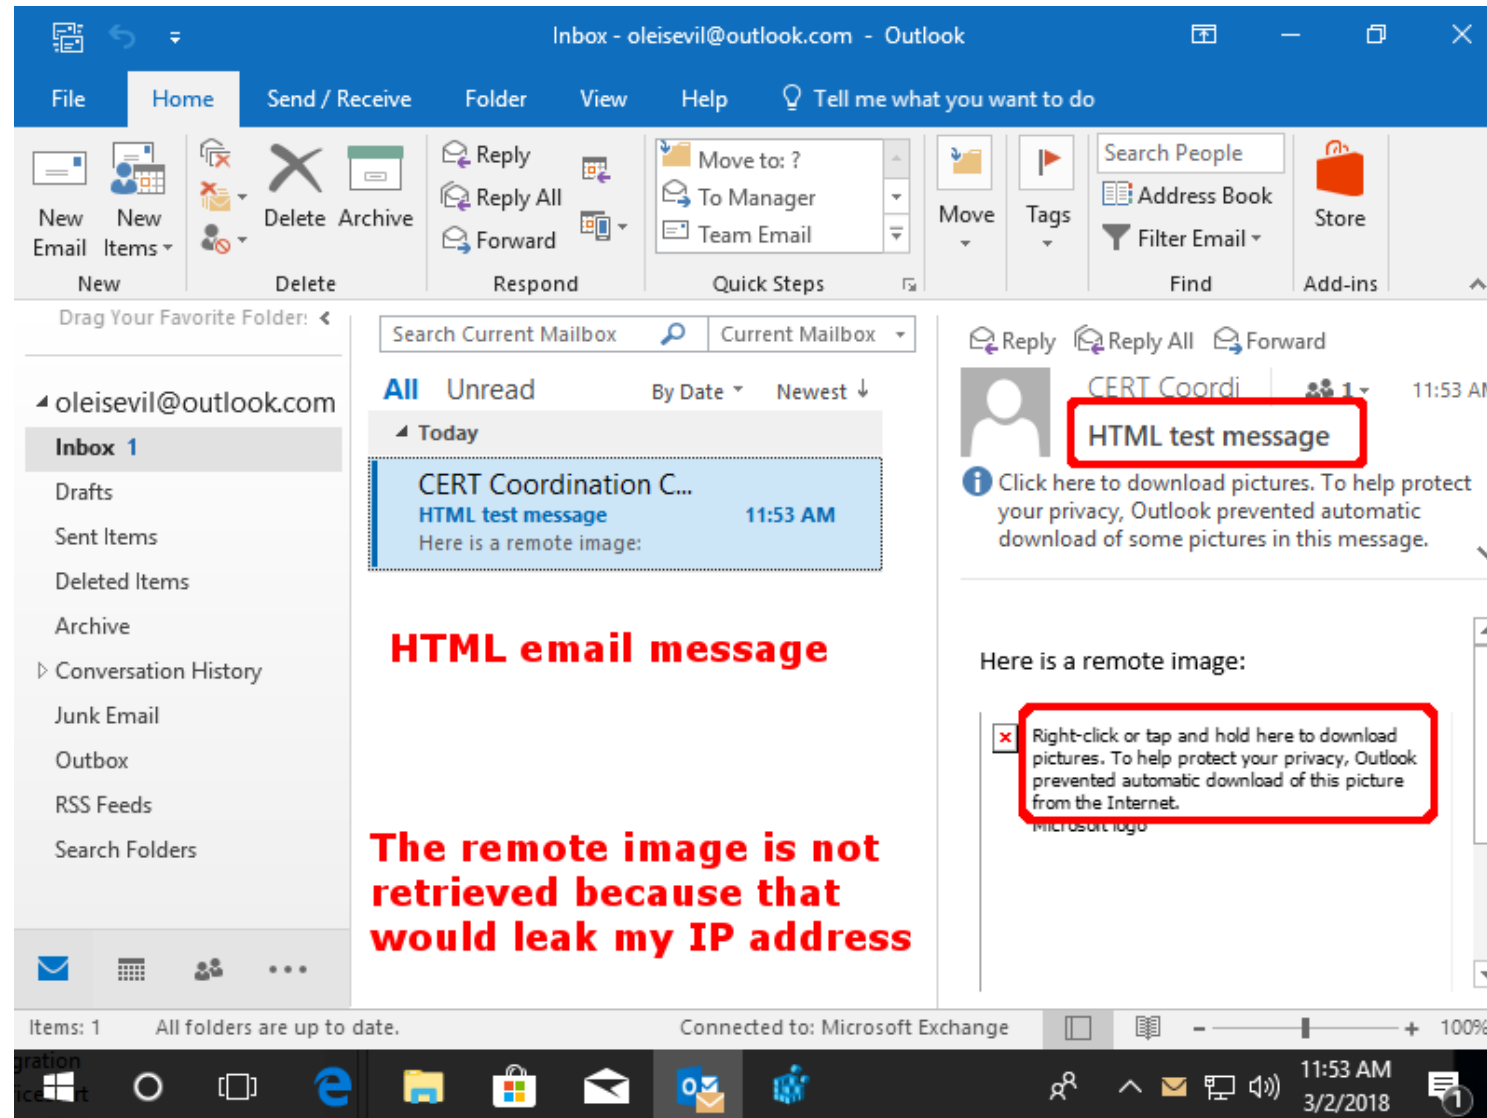 Inbox - oleisevil@outlook.com - Outlook
File Home Send / Receive Folder View Help Tell me what you want to do
New Email
New Items
Delete
Archive
Reply
Reply All
Forward
Move to: ?
To Manager
Team Email
Move
Tags
Search People
Address Book
Filter Email
Store
New Delete Respond Quick Steps Find Add-ins
Drag Your Favorite Folder
oleisevil@outlook.com
Inbox 1
Drafts
Sent Items
Deleted Items
Archive
Conversation History
Junk Email
Outbox
RSS Feeds
Search Folders
Search Current Mailbox Current Mailbox
All Unread By Date Newest
Today
CERT Coordination C...
HTML test message 11:53 AM
Here is a remote image:
HTML email message
The remote image is not
retrieved because that
would leak my IP address
Reply Reply All Forward
CERT Coordi 1 11:53 AM
HTML test message
Click here to download pictures. To help protect
your privacy, Outlook prevented automatic
download of some pictures in this message.
Here is a remote image:
Right-click or tap and hold here to download
pictures. To help protect your privacy, Outlook
prevented automatic download of this picture
from the Internet.
Microsoft logo
Items: 1 All folders are up to date. Connected to: Microsoft Exchange 100%
gration
11:53 AM
3/2/2018
1